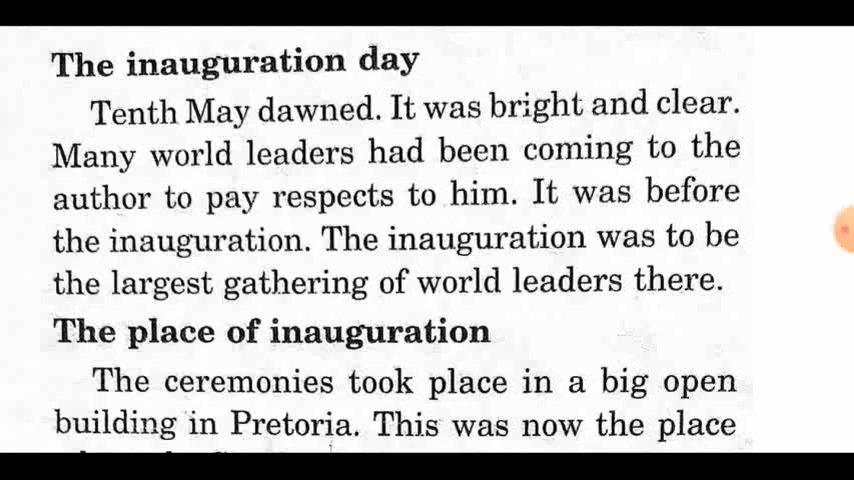 The inauguration day
Tenth May dawned. It was bright and clear.
Many world leaders had been coming to the
author to pay respects to him. It was before
the inauguration. The inauguration was to be
the largest gathering of world leaders there.
The place of inauguration
The ceremonies took place in a big open
building in Pretoria. This was now the place